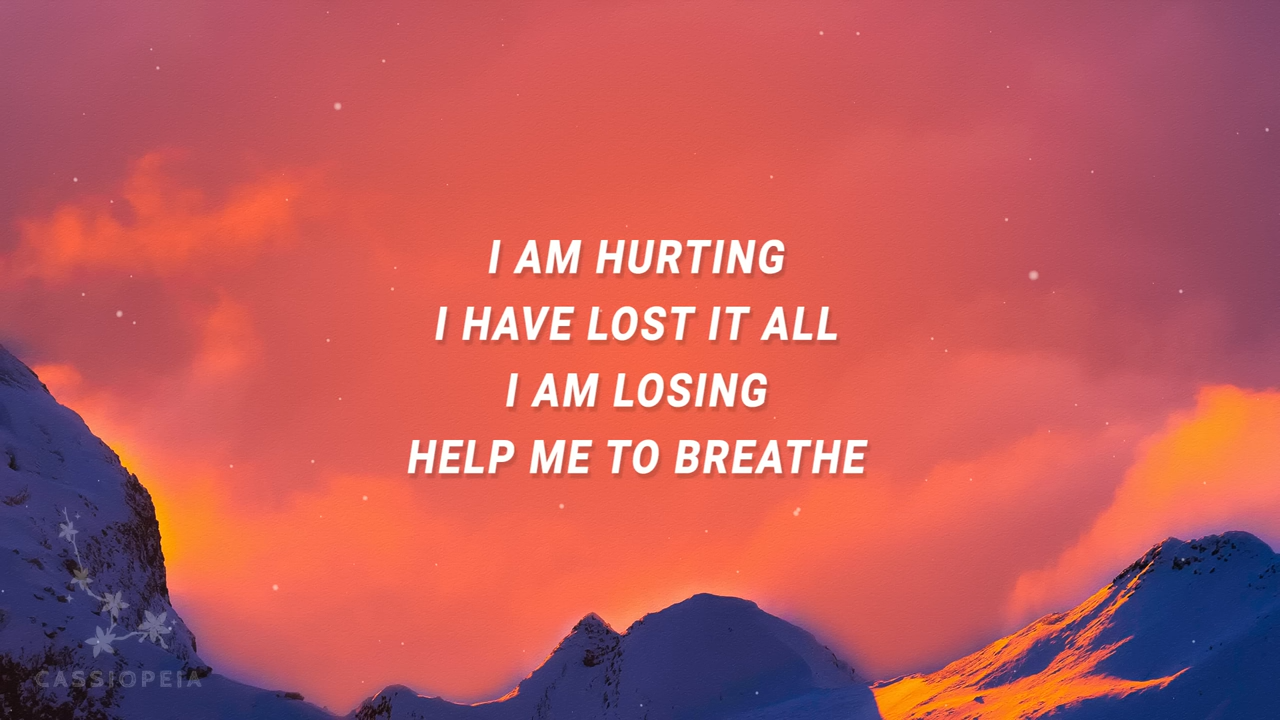 I AM HURTING
I HAVE LOST IT ALL
I AM LOSING
HELP ME TO BREATHE
CASSIOPEIA